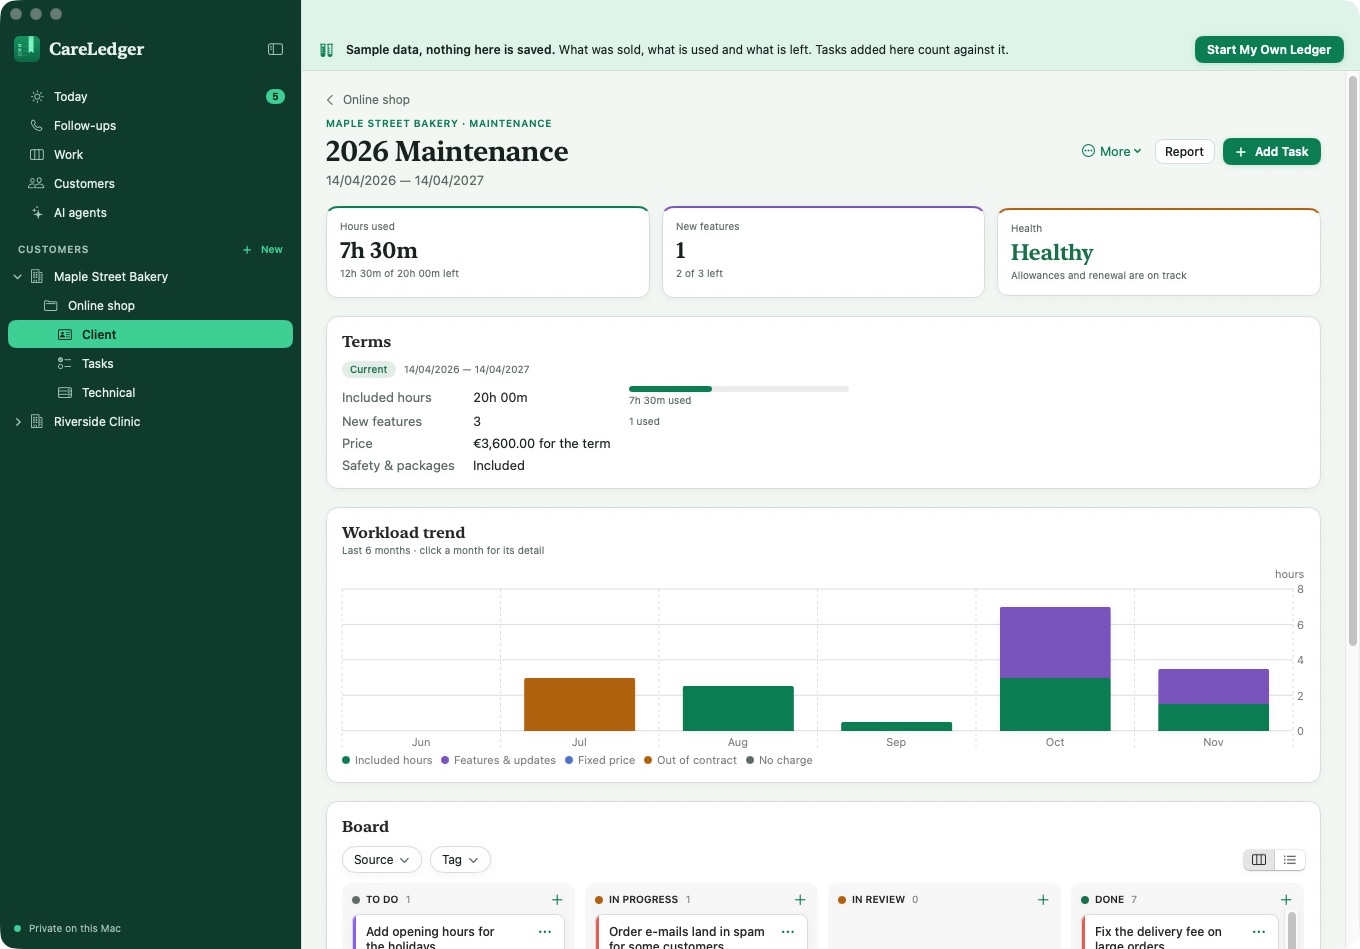 CareLedger
Today
5
Follow-ups
Work
Customers
AI agents
CUSTOMERS
+ New
Maple Street Bakery
Online shop
Client
Tasks
Technical
Riverside Clinic
Private on this Mac
Sample data, nothing here is saved. What was sold, what is used and what is left. Tasks added here count against it.
Start My Own Ledger
Online shop
MAPLE STREET BAKERY · MAINTENANCE
2026 Maintenance
14/04/2026 — 14/04/2027
More
Report
+ Add Task
Hours used
7h 30m
12h 30m of 20h 00m left
New features
1
2 of 3 left
Health
Healthy
Allowances and renewal are on track
Terms
Current 14/04/2026 — 14/04/2027
Included hours 20h 00m
7h 30m used
New features 3 1 used
Price €3,600.00 for the term
Safety & packages Included
Workload trend
Last 6 months · click a month for its detail
hours
8
6
4
2
0
Jun Jul Aug Sep Oct Nov
Included hours Features & updates Fixed price Out of contract No charge
Board
Source Tag
TO DO 1 +
Add opening hours for
the holidays
IN PROGRESS 1 +
Order e-mails land in spam
for some customers
IN REVIEW 0 +
DONE 7 +
Fix the delivery fee on
large orders